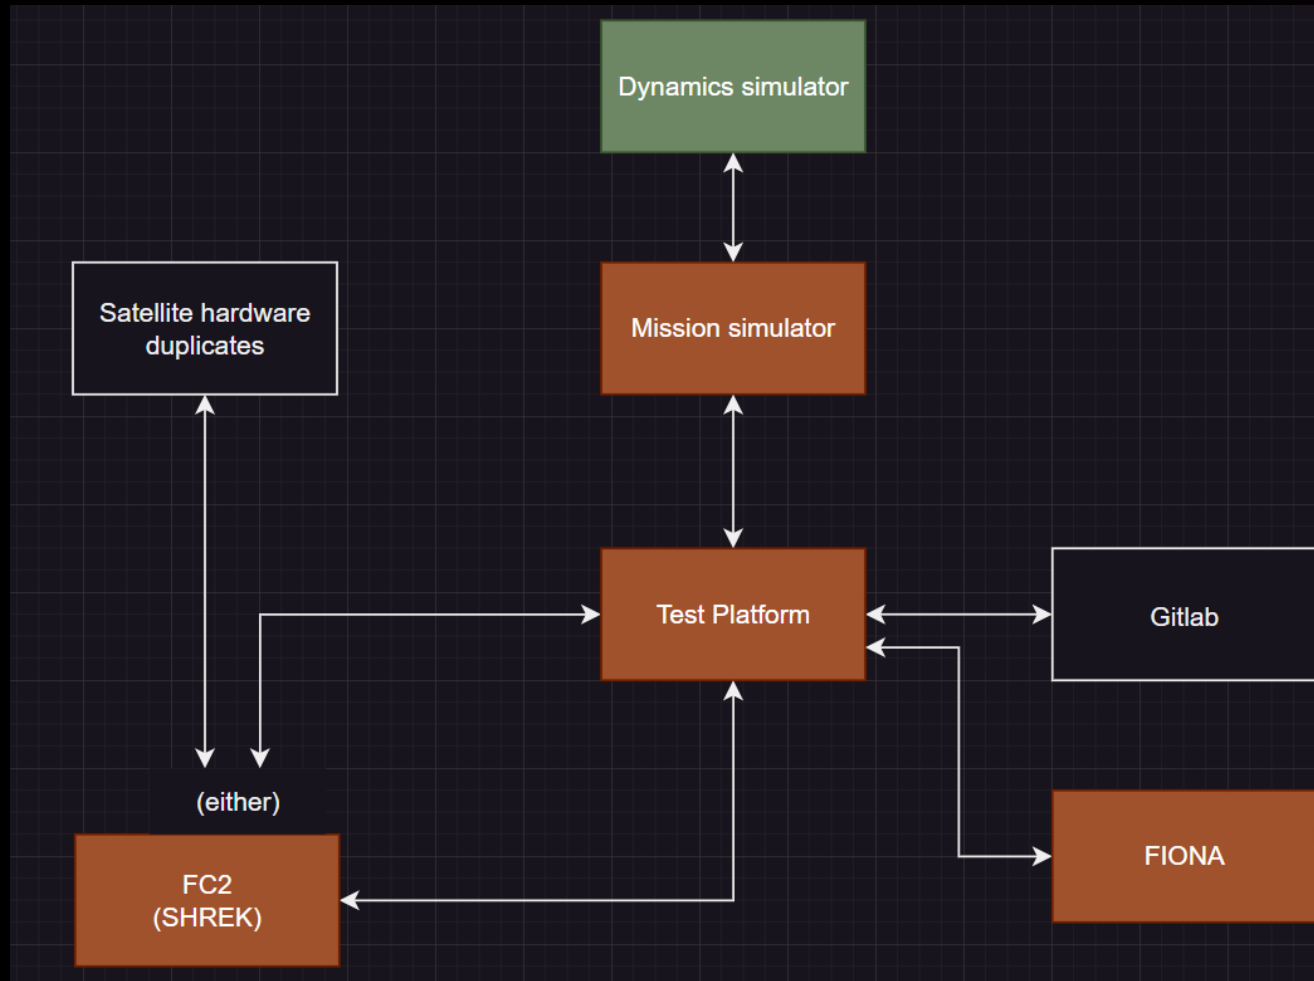 Dynamics simulator
Satellite hardware
duplicates
Mission simulator
Test Platform
Gitlab
(either)
FC2
(SHREK)
FIONA